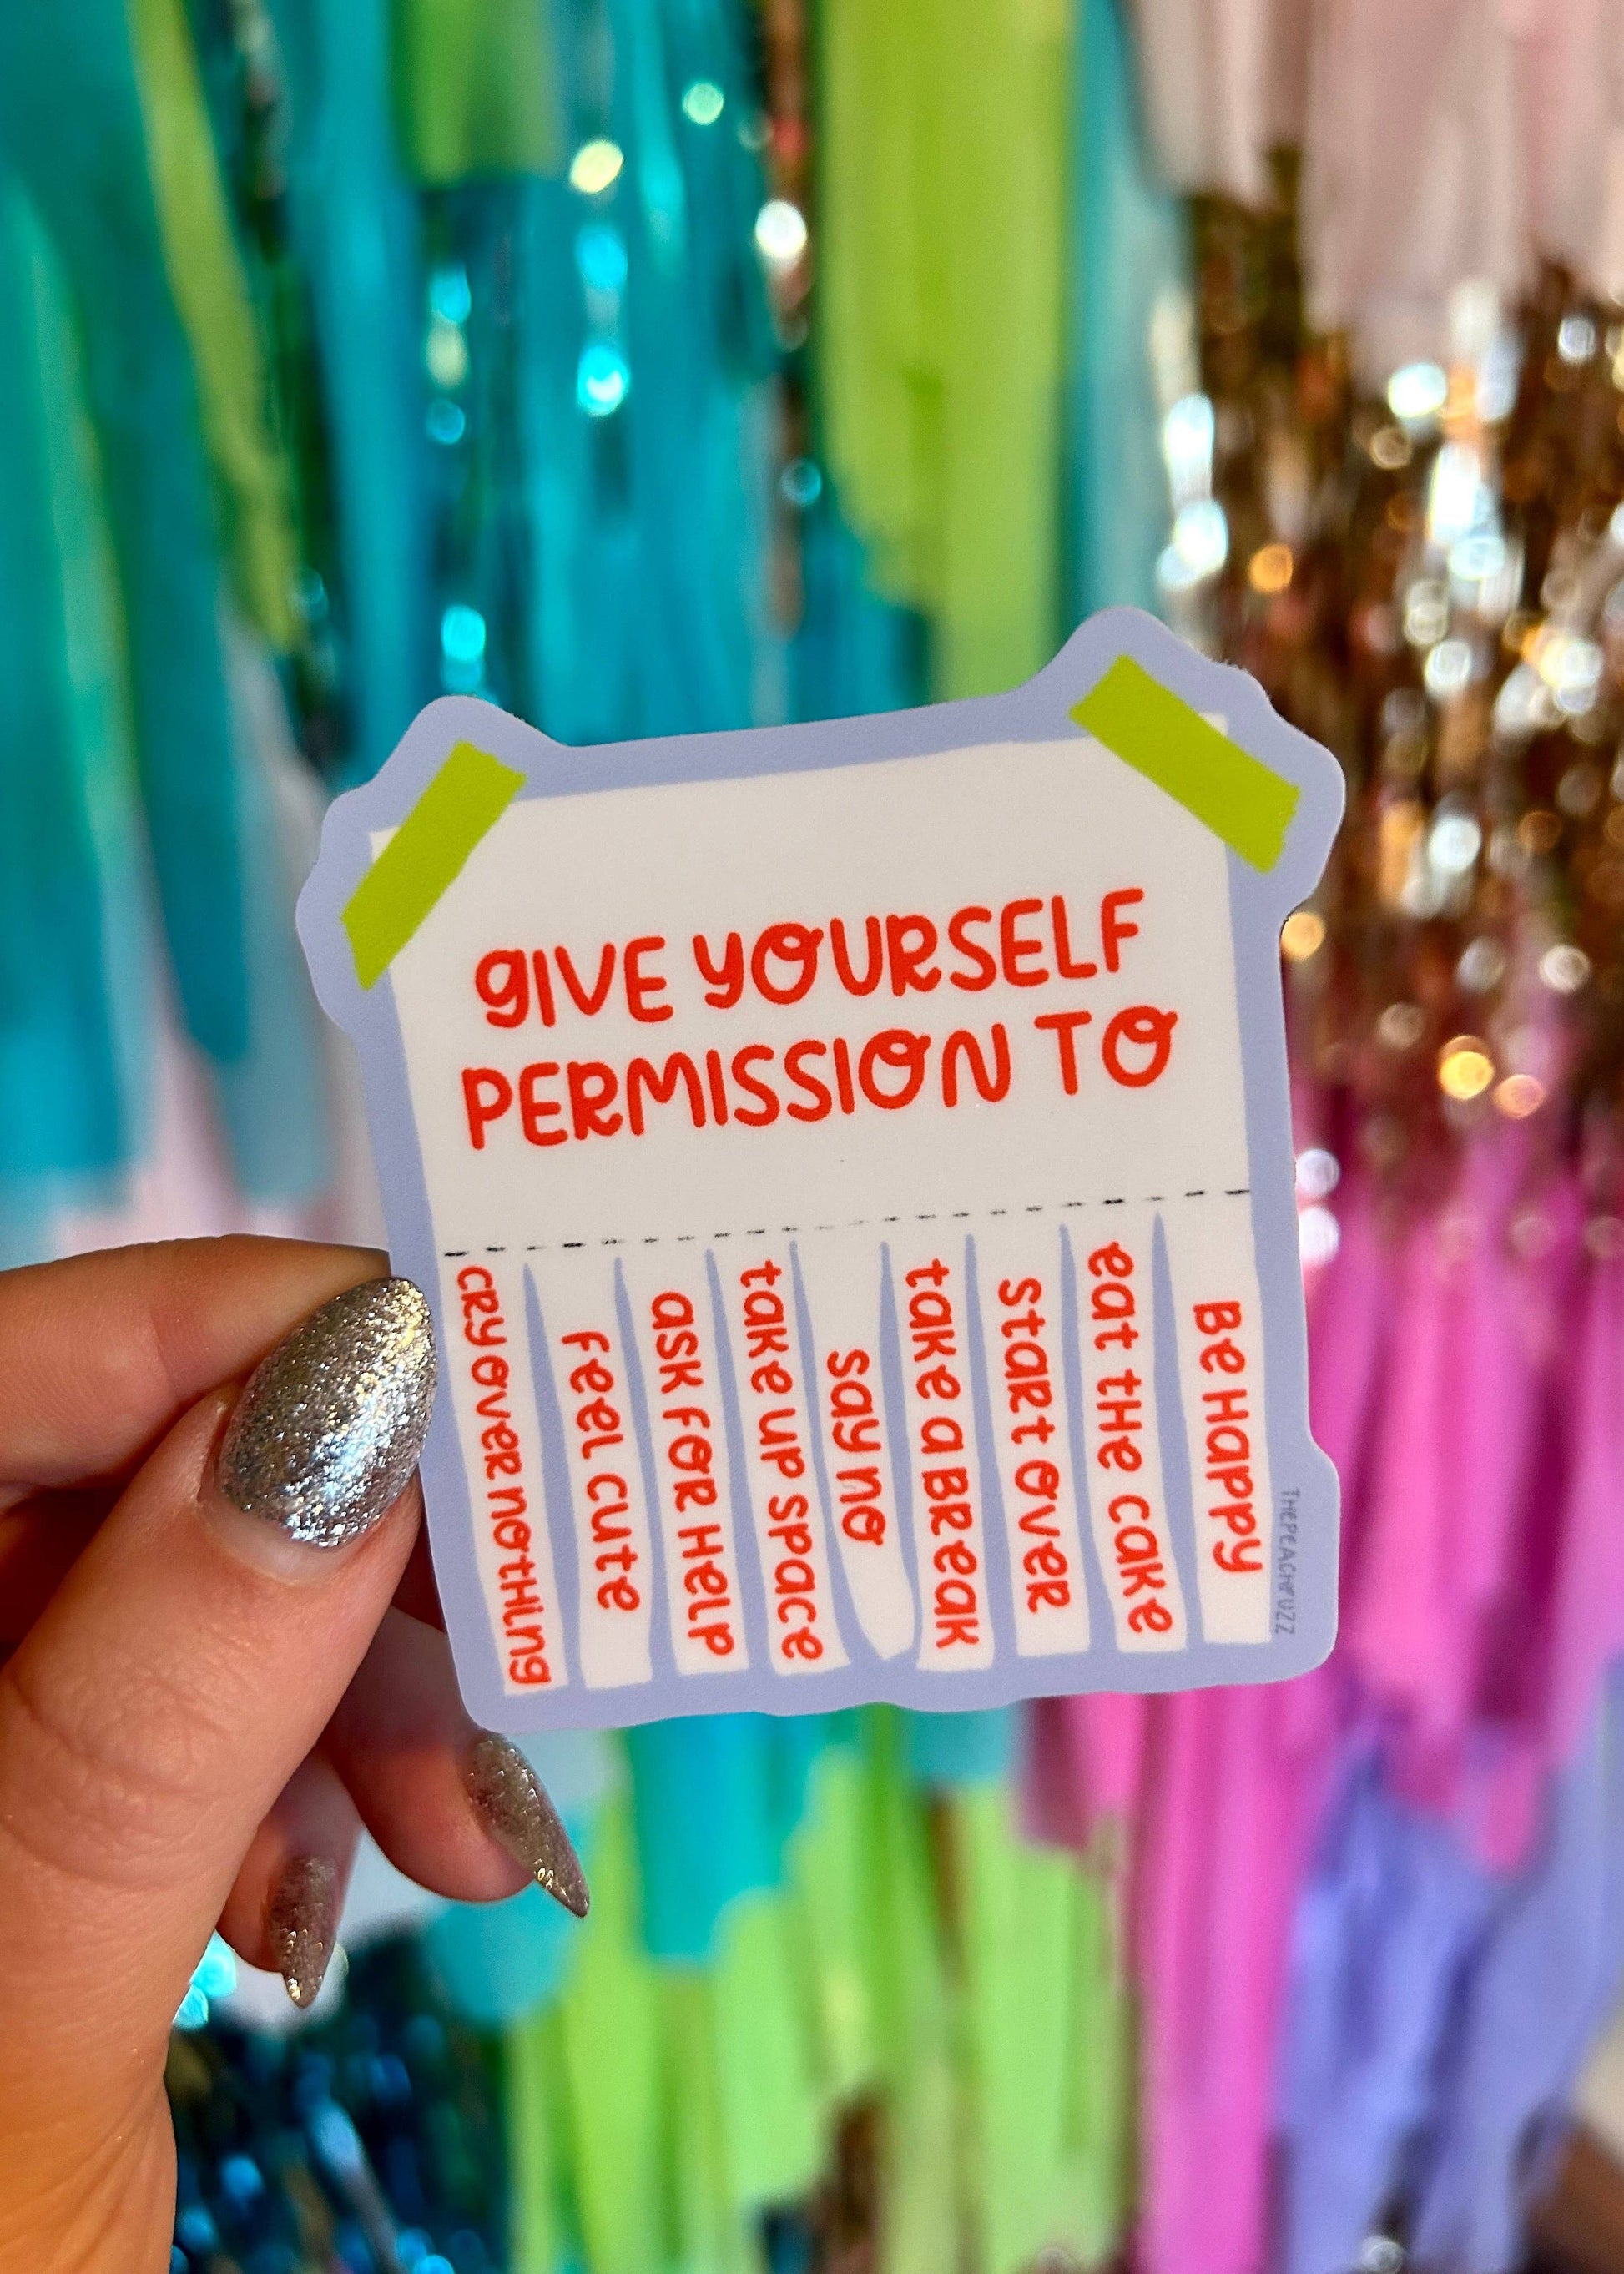 gIVE YOURSELF
PERMISSION TO
cRy oveR nothing
feel cute
ask foR Help
take up space
say no
take a BReak
staRt oveR
eat tHe cake
Be Happy
THEPEACHFUZZ